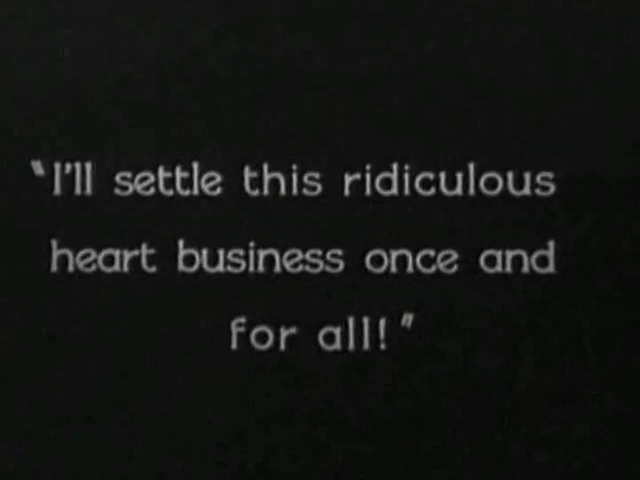 "I'll settle this ridiculous
heart business once and
for all!"